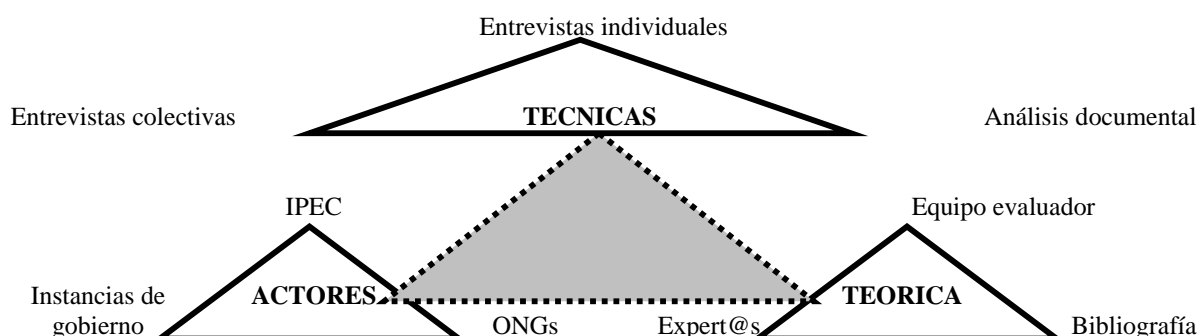 Entrevistas individuales
Entrevistas colectivas
TECNICAS
Análisis documental
IPEC
Equipo evaluador
Instancias de
gobierno
ACTORES
TEORICA
ONGs
Expert@s
Bibliografía